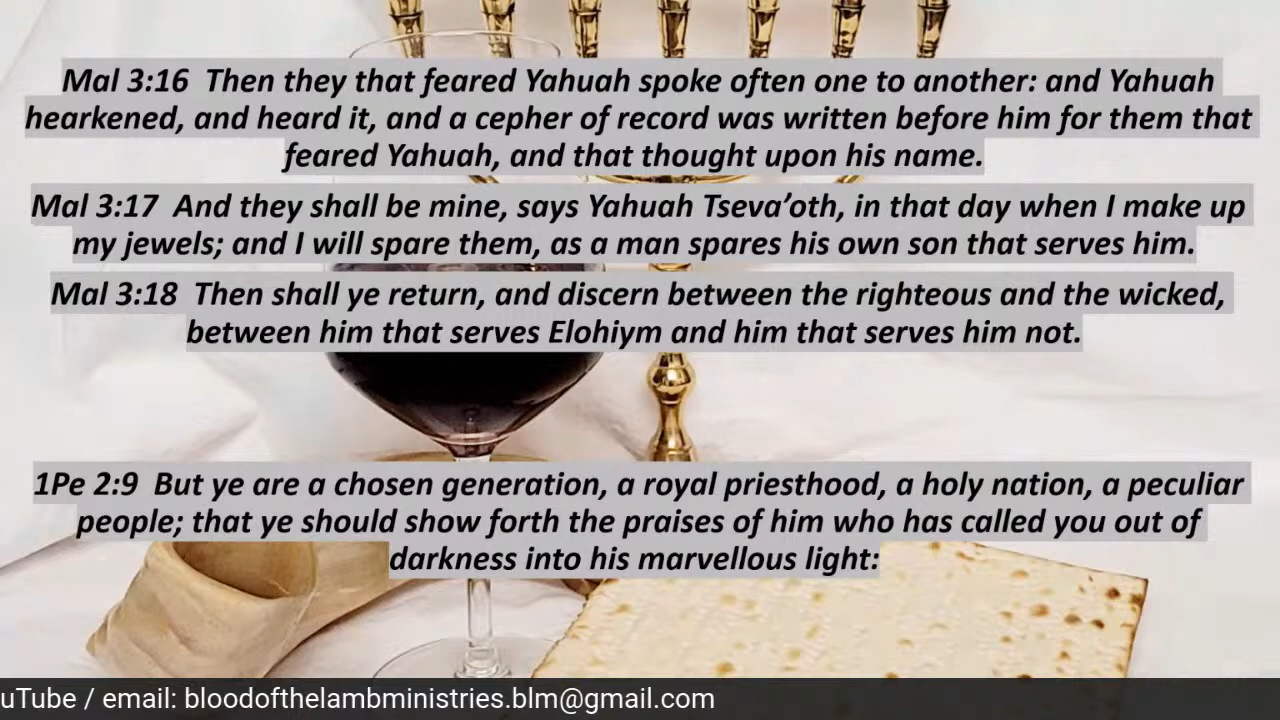 Mal 3:16 Then they that feared Yahuah spoke often one to another: and Yahuah
hearkened, and heard it, and a cepher of record was written before him for them that
feared Yahuah, and that thought upon his name.
Mal 3:17 And they shall be mine, says Yahuah Tseva’oth, in that day when I make up
my jewels; and I will spare them, as a man spares his own son that serves him.
Mal 3:18 Then shall ye return, and discern between the righteous and the wicked,
between him that serves Elohiym and him that serves him not.
1Pe 2:9 But ye are a chosen generation, a royal priesthood, a holy nation, a peculiar
people; that ye should show forth the praises of him who has called you out of
darkness into his marvellous light:
uTube / email: bloodofthelambministries.blm@gmail.com